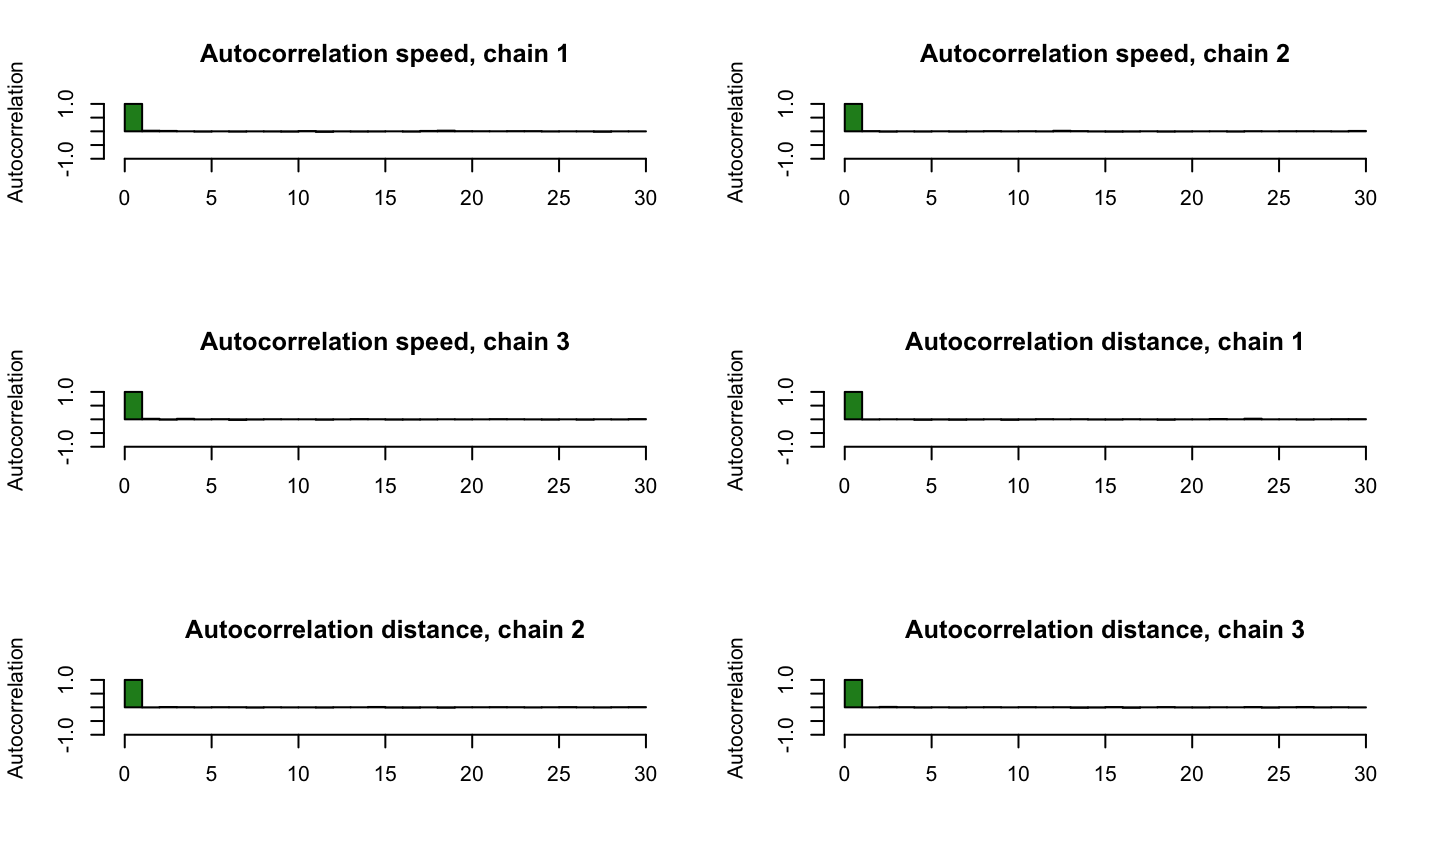 Autocorrelation speed, chain 1
Autocorrelation
1.0
-1.0
0 5 10 15 20 25 30
Autocorrelation speed, chain 2
Autocorrelation
1.0
-1.0
0 5 10 15 20 25 30
Autocorrelation speed, chain 3
Autocorrelation
1.0
-1.0
0 5 10 15 20 25 30
Autocorrelation distance, chain 1
Autocorrelation
1.0
-1.0
0 5 10 15 20 25 30
Autocorrelation distance, chain 2
Autocorrelation
1.0
-1.0
0 5 10 15 20 25 30
Autocorrelation distance, chain 3
Autocorrelation
1.0
-1.0
0 5 10 15 20 25 30